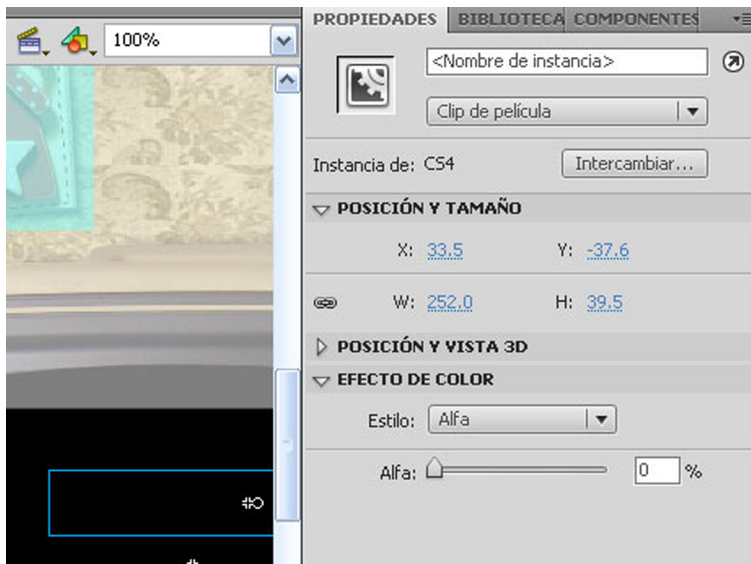 100%
PROPIEDADES BIBLIOTECA COMPONENTES
<Nombre de instancia>
Clip de película
Instancia de: CS4 Intercambiar...
POSICIÓN Y TAMAÑO
X: 33.5 Y: -37.6
W: 252.0 H: 39.5
POSICIÓN Y VISTA 3D
EFECTO DE COLOR
Estilo: Alfa
Alfa: 0 %